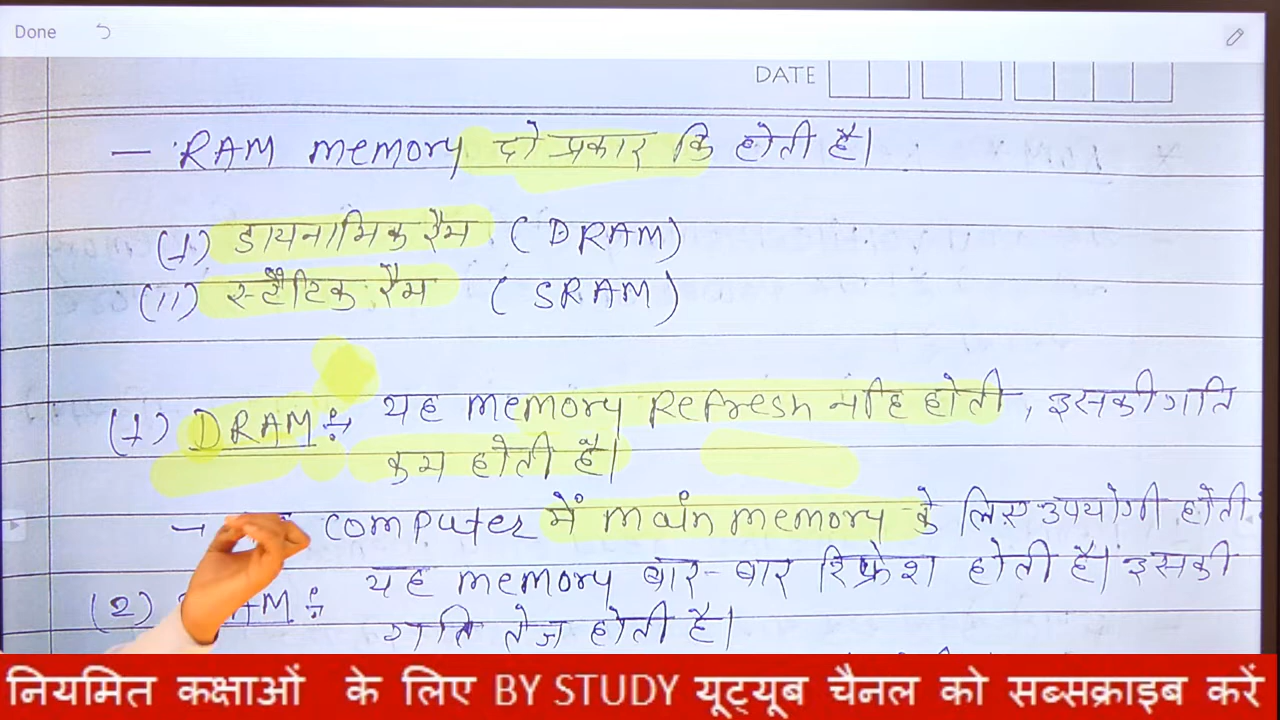 Done
DATE
— RAM memory दो प्रकार कि होती है।
(I) डायनामिक रैम (DRAM)
(II) स्टैटिक रैम (SRAM)
(1) DRAM :- यह memory Refresh नहि होती, इसकी गति
कम होती है।
→ computer में main memory के लिए उपयोगी होती
(2) :- यह memory बार-बार रिफ्रेश होती है। इसकी
गति तेज होती है।
नियमित कक्षाओं के लिए BY STUDY यूट्यूब चैनल को सब्सक्राइब करें